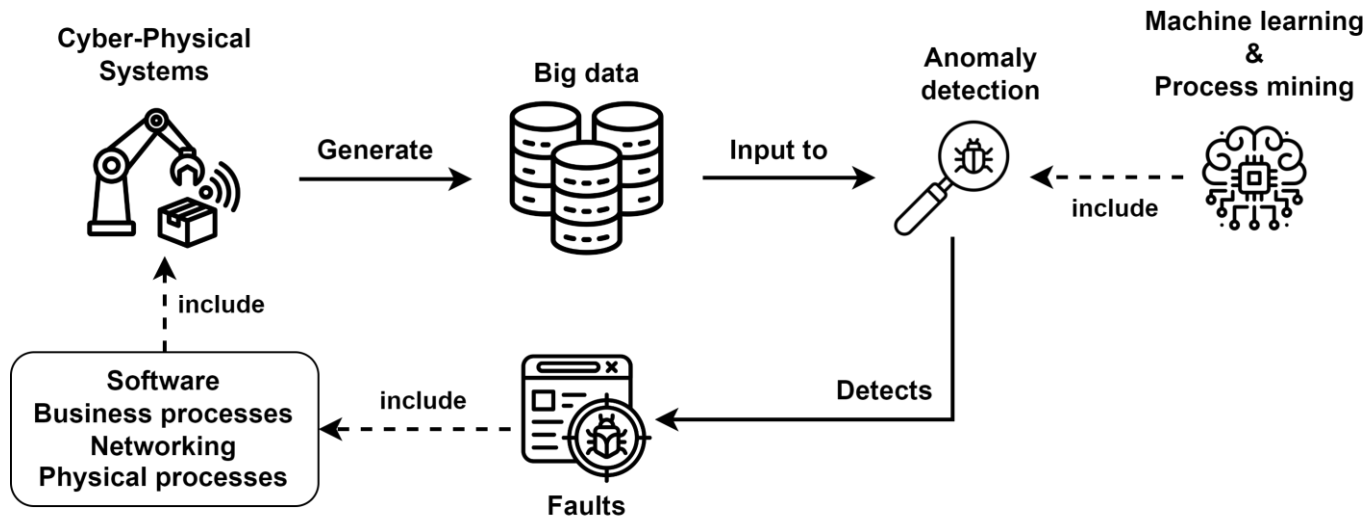 Cyber-Physical
Systems
Generate
Big data
Input to
Anomaly
detection
Machine learning
&
Process mining
include
include
Software
Business processes
Networking
Physical processes
include
Faults
Detects